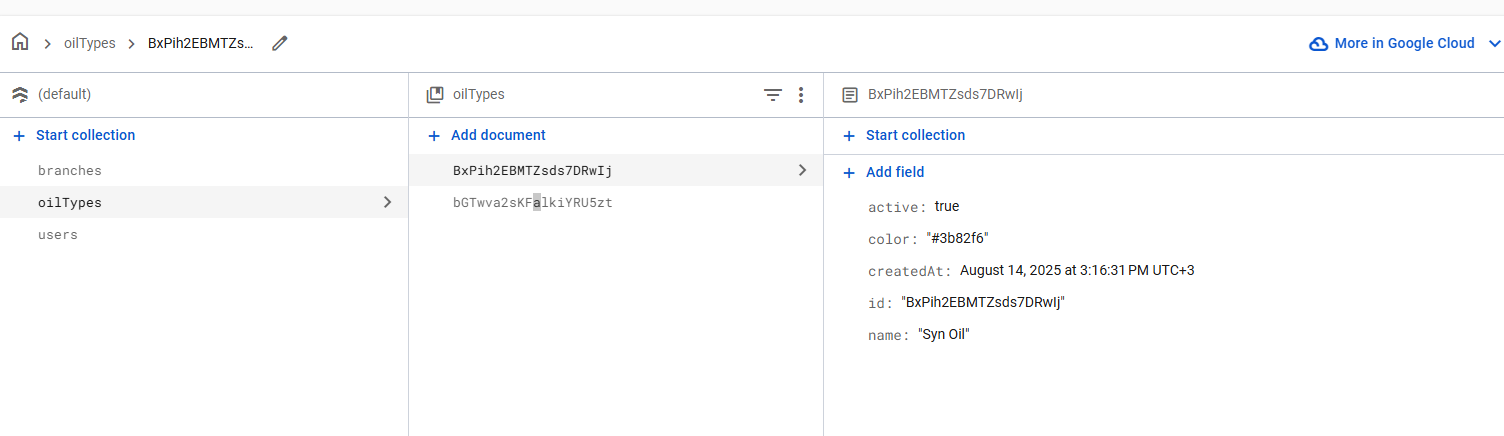 oilTypes BxPih2EBMTZs... More in Google Cloud
(default)
Start collection
branches
oilTypes
users
oilTypes
Add document
BxPih2EBMTZsds7DRwIj
bGTwva2sKFalkiYRU5zt
BxPih2EBMTZsds7DRwIj
Start collection
Add field
active: true
color: "#3b82f6"
createdAt: August 14, 2025 at 3:16:31 PM UTC+3
id: "BxPih2EBMTZsds7DRwIj"
name: "Syn Oil"